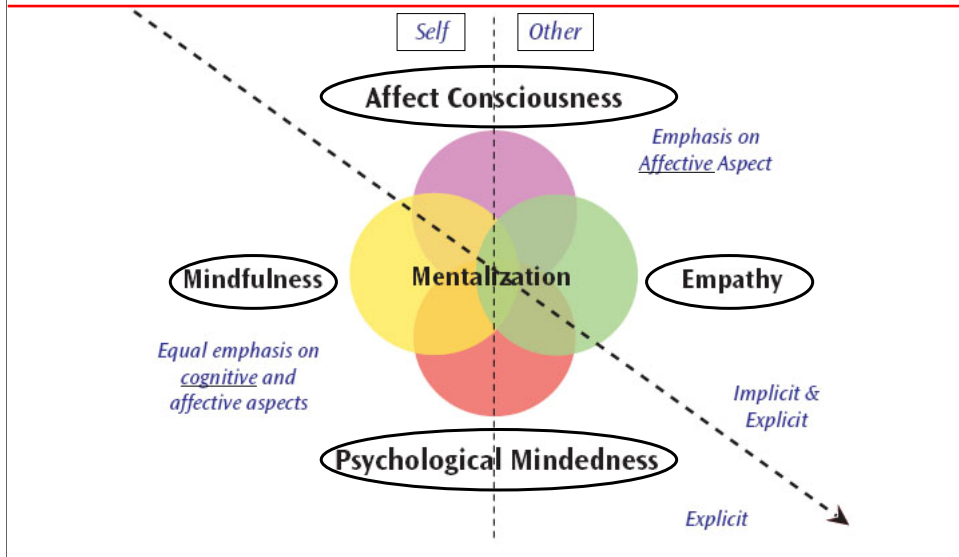 Self
Other
Affect Consciousness
Emphasis on
Affective Aspect
Mindfulness
Mentalization
Empathy
Equal emphasis on
cognitive and
affective aspects
Implicit &
Explicit
Psychological Mindedness
Explicit